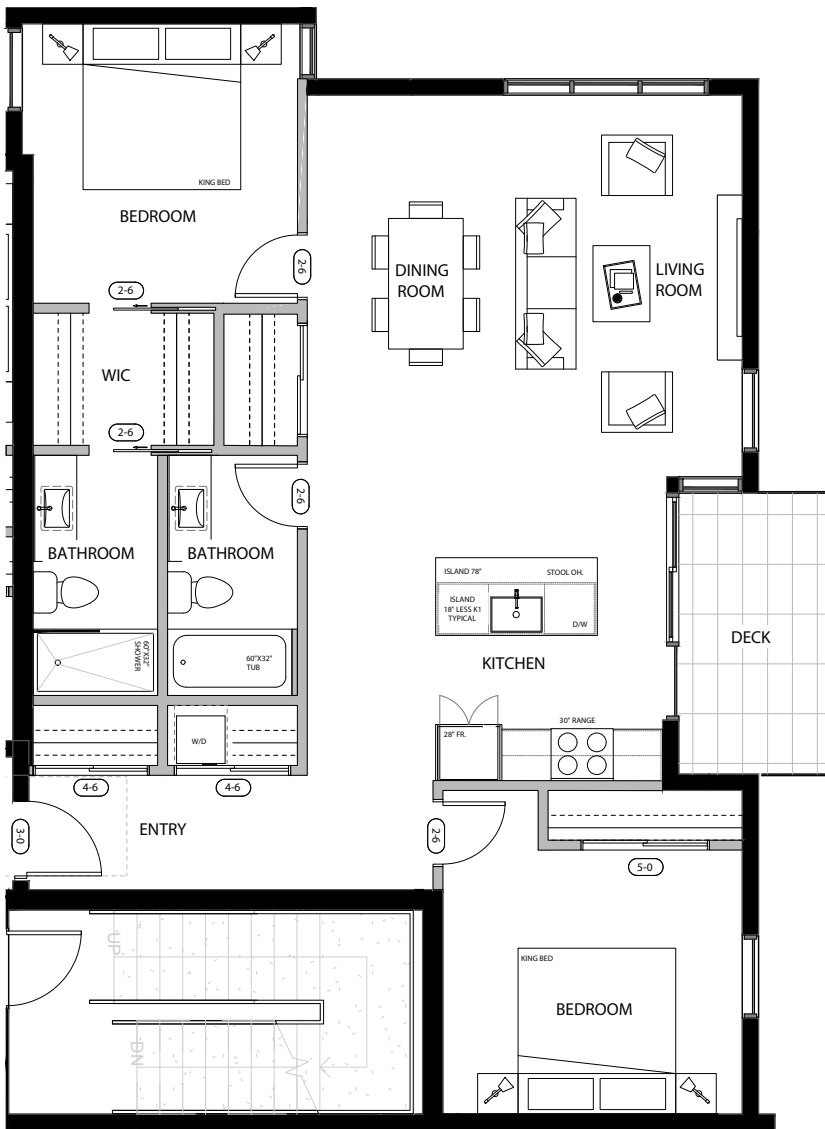 KING BED
BEDROOM
2-6
DINING
ROOM
LIVING
ROOM
2-6
WIC
2-6
2-6
BATHROOM
BATHROOM
ISLAND 78"
STOOL OH.
ISLAND
18" LESS K1
TYPICAL
D/W
60"X32"
SHOWER
60"X32"
TUB
KITCHEN
DECK
W/D
28" FR.
30" RANGE
4-6
4-6
3-0
ENTRY
2-6
5-0
UP
KING BED
BEDROOM
DN